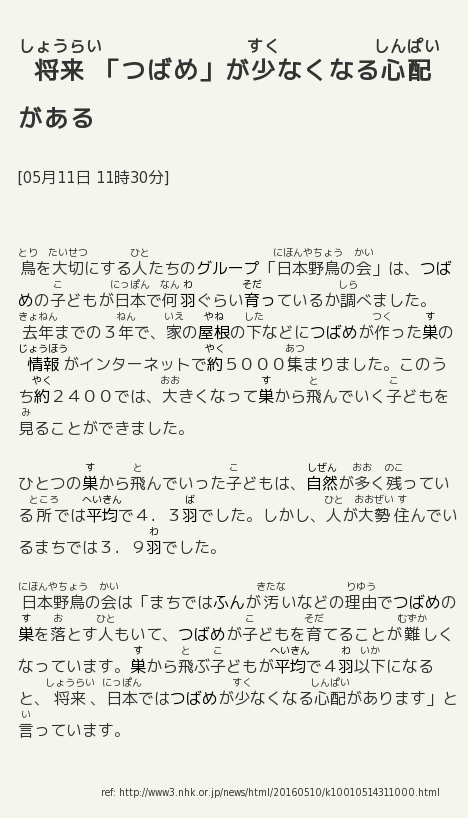 将来「つばめ」が少なくなる心配
がある
[05月11日 11時30分]
鳥を大切にする人たちのグループ「日本野鳥の会」は、つば
めの子どもが日本で何羽ぐらい育っているか調べました。
去年までの３年で、家の屋根の下などにつばめが作った巣の
情報がインターネットで約５０００集まりました。このう
ち約２４００では、大きくなって巣から飛んでいく子どもを
見ることができました。
ひとつの巣から飛んでいった子どもは、自然が多く残ってい
る所では平均で４．３羽でした。しかし、人が大勢住んでい
るまちでは３．９羽でした。
日本野鳥の会は「まちではふんが汚いなどの理由でつばめの
巣を落とす人もいて、つばめが子どもを育てることが難しく
なっています。巣から飛ぶ子どもが平均で４羽以下になる
と、将来、日本ではつばめが少なくなる心配があります」と
言っています。
ref: http://www3.nhk.or.jp/news/html/20160510/k10010514311000.html